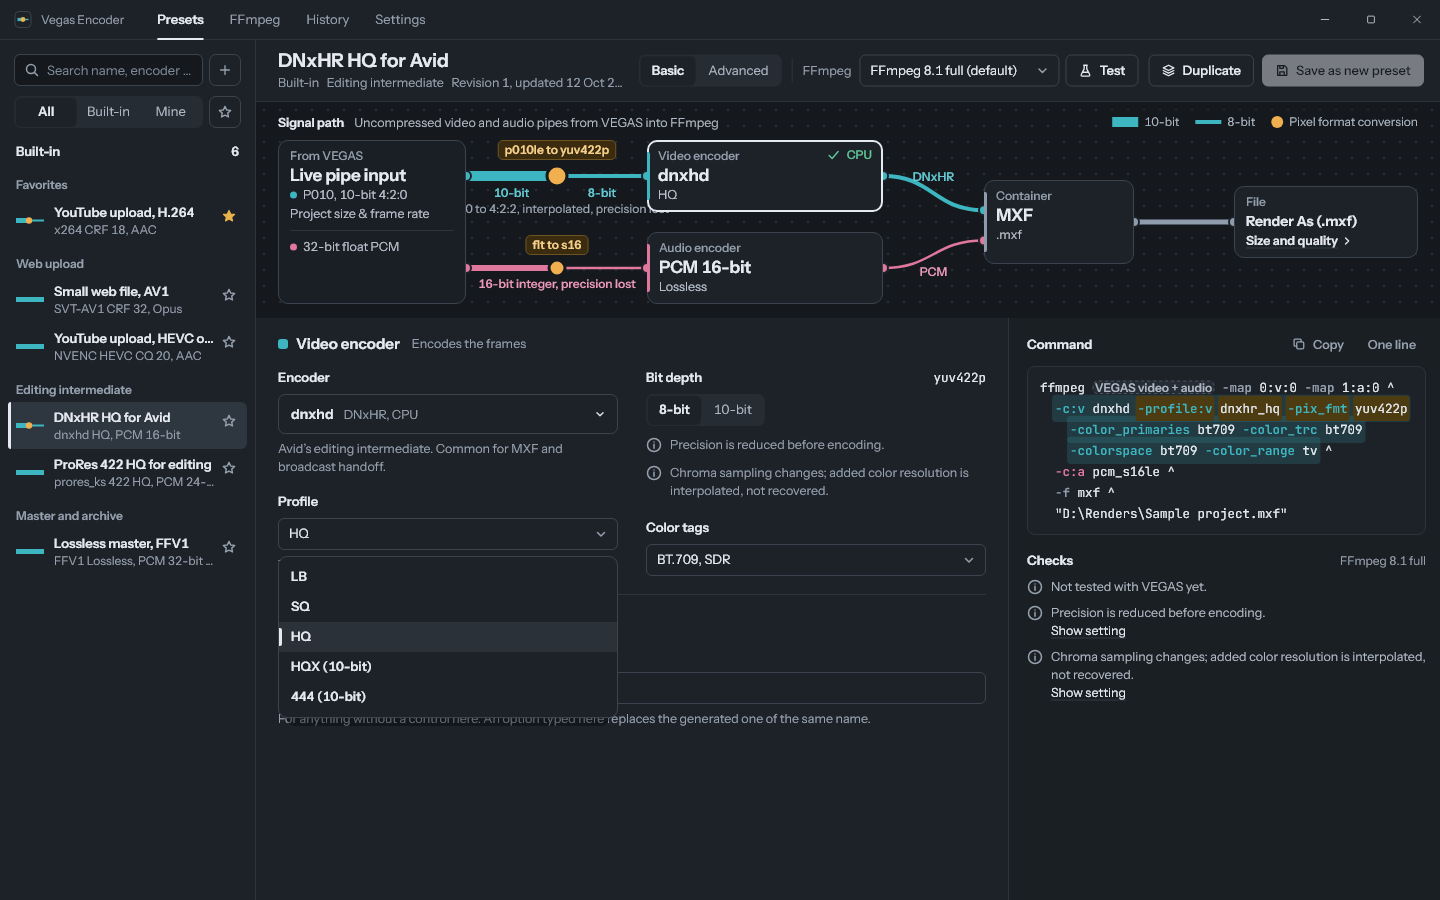 Vegas Encoder
Presets
FFmpeg
History
Settings
Search name, encoder ...
All
Built-in
Mine
Built-in
6
Favorites
YouTube upload, H.264
x264 CRF 18, AAC
Web upload
Small web file, AV1
SVT-AV1 CRF 32, Opus
YouTube upload, HEVC o...
NVENC HEVC CQ 20, AAC
Editing intermediate
DNxHR HQ for Avid
dnxhd HQ, PCM 16-bit
ProRes 422 HQ for editing
prores_ks 422 HQ, PCM 24-...
Master and archive
Lossless master, FFV1
FFV1 Lossless, PCM 32-bit ...
DNxHR HQ for Avid
Built-in Editing intermediate Revision 1, updated 12 Oct 2...
Basic
Advanced
FFmpeg
FFmpeg 8.1 full (default)
Test
Duplicate
Save as new preset
Signal path Uncompressed video and audio pipes from VEGAS into FFmpeg
10-bit
8-bit
Pixel format conversion
From VEGAS
Live pipe input
P010, 10-bit 4:2:0
Project size & frame rate
32-bit float PCM
p010le to yuv422p
10-bit
8-bit
0 to 4:2:2, interpolated, precision
flt to s16
16-bit integer, precision lost
Video encoder
CPU
dnxhd
HQ
Audio encoder
PCM 16-bit
Lossless
DNxHR
PCM
Container
MXF
.mxf
File
Render As (.mxf)
Size and quality
Video encoder Encodes the frames
Encoder
dnxhd DNxHR, CPU
Avid's editing intermediate. Common for MXF and
broadcast handoff.
Profile
HQ
LB
SQ
HQ
HQX (10-bit)
444 (10-bit)
Bit depth
yuv422p
8-bit
10-bit
Precision is reduced before encoding.
Chroma sampling changes; added color resolution is
interpolated, not recovered.
Color tags
BT.709, SDR
For anything without a control here. An option typed here replaces the generated one of the same name.
Command
Copy
One line
ffmpeg VEGAS video + audio -map 0:v:0 -map 1:a:0 ^
-c:v dnxhd -profile:v dnxhr_hq -pix_fmt yuv422p
-color_primaries bt709 -color_trc bt709
-colorspace bt709 -color_range tv ^
-c:a pcm_s16le ^
-f mxf ^
"D:\Renders\Sample project.mxf"
Checks
FFmpeg 8.1 full
Not tested with VEGAS yet.
Precision is reduced before encoding.
Show setting
Chroma sampling changes; added color resolution is interpolated,
not recovered.
Show setting